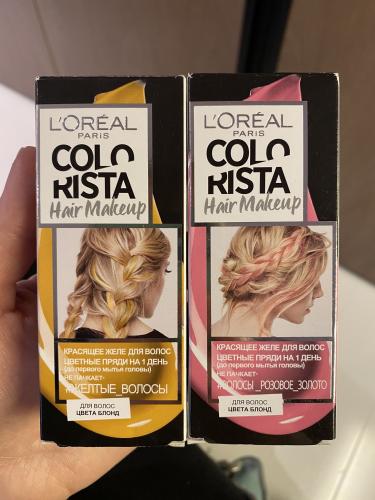 L'ORÉAL
PARIS
COLO
RISTA
Hair Makeup
КРАСЯЩЕЕ ЖЕЛЕ ДЛЯ ВОЛОС
ЦВЕТНЫЕ ПРЯДИ НА 1 ДЕНЬ
(до первого мытья головы)
НЕ ПАЧКАЕТ*
#ЖЕЛТЫЕ_ВОЛОСЫ
ДЛЯ ВОЛОС
ЦВЕТА БЛОНД
L'ORÉAL
PARIS
COLO
RISTA
Hair Makeup
КРАСЯЩЕЕ ЖЕЛЕ ДЛЯ ВОЛОС
ЦВЕТНЫЕ ПРЯДИ НА 1 ДЕНЬ
(до первого мытья головы)
НЕ ПАЧКАЕТ*
#ВОЛОСЫ_РОЗОВОЕ_ЗОЛОТО
ДЛЯ ВОЛОС
ЦВЕТА БЛОНД